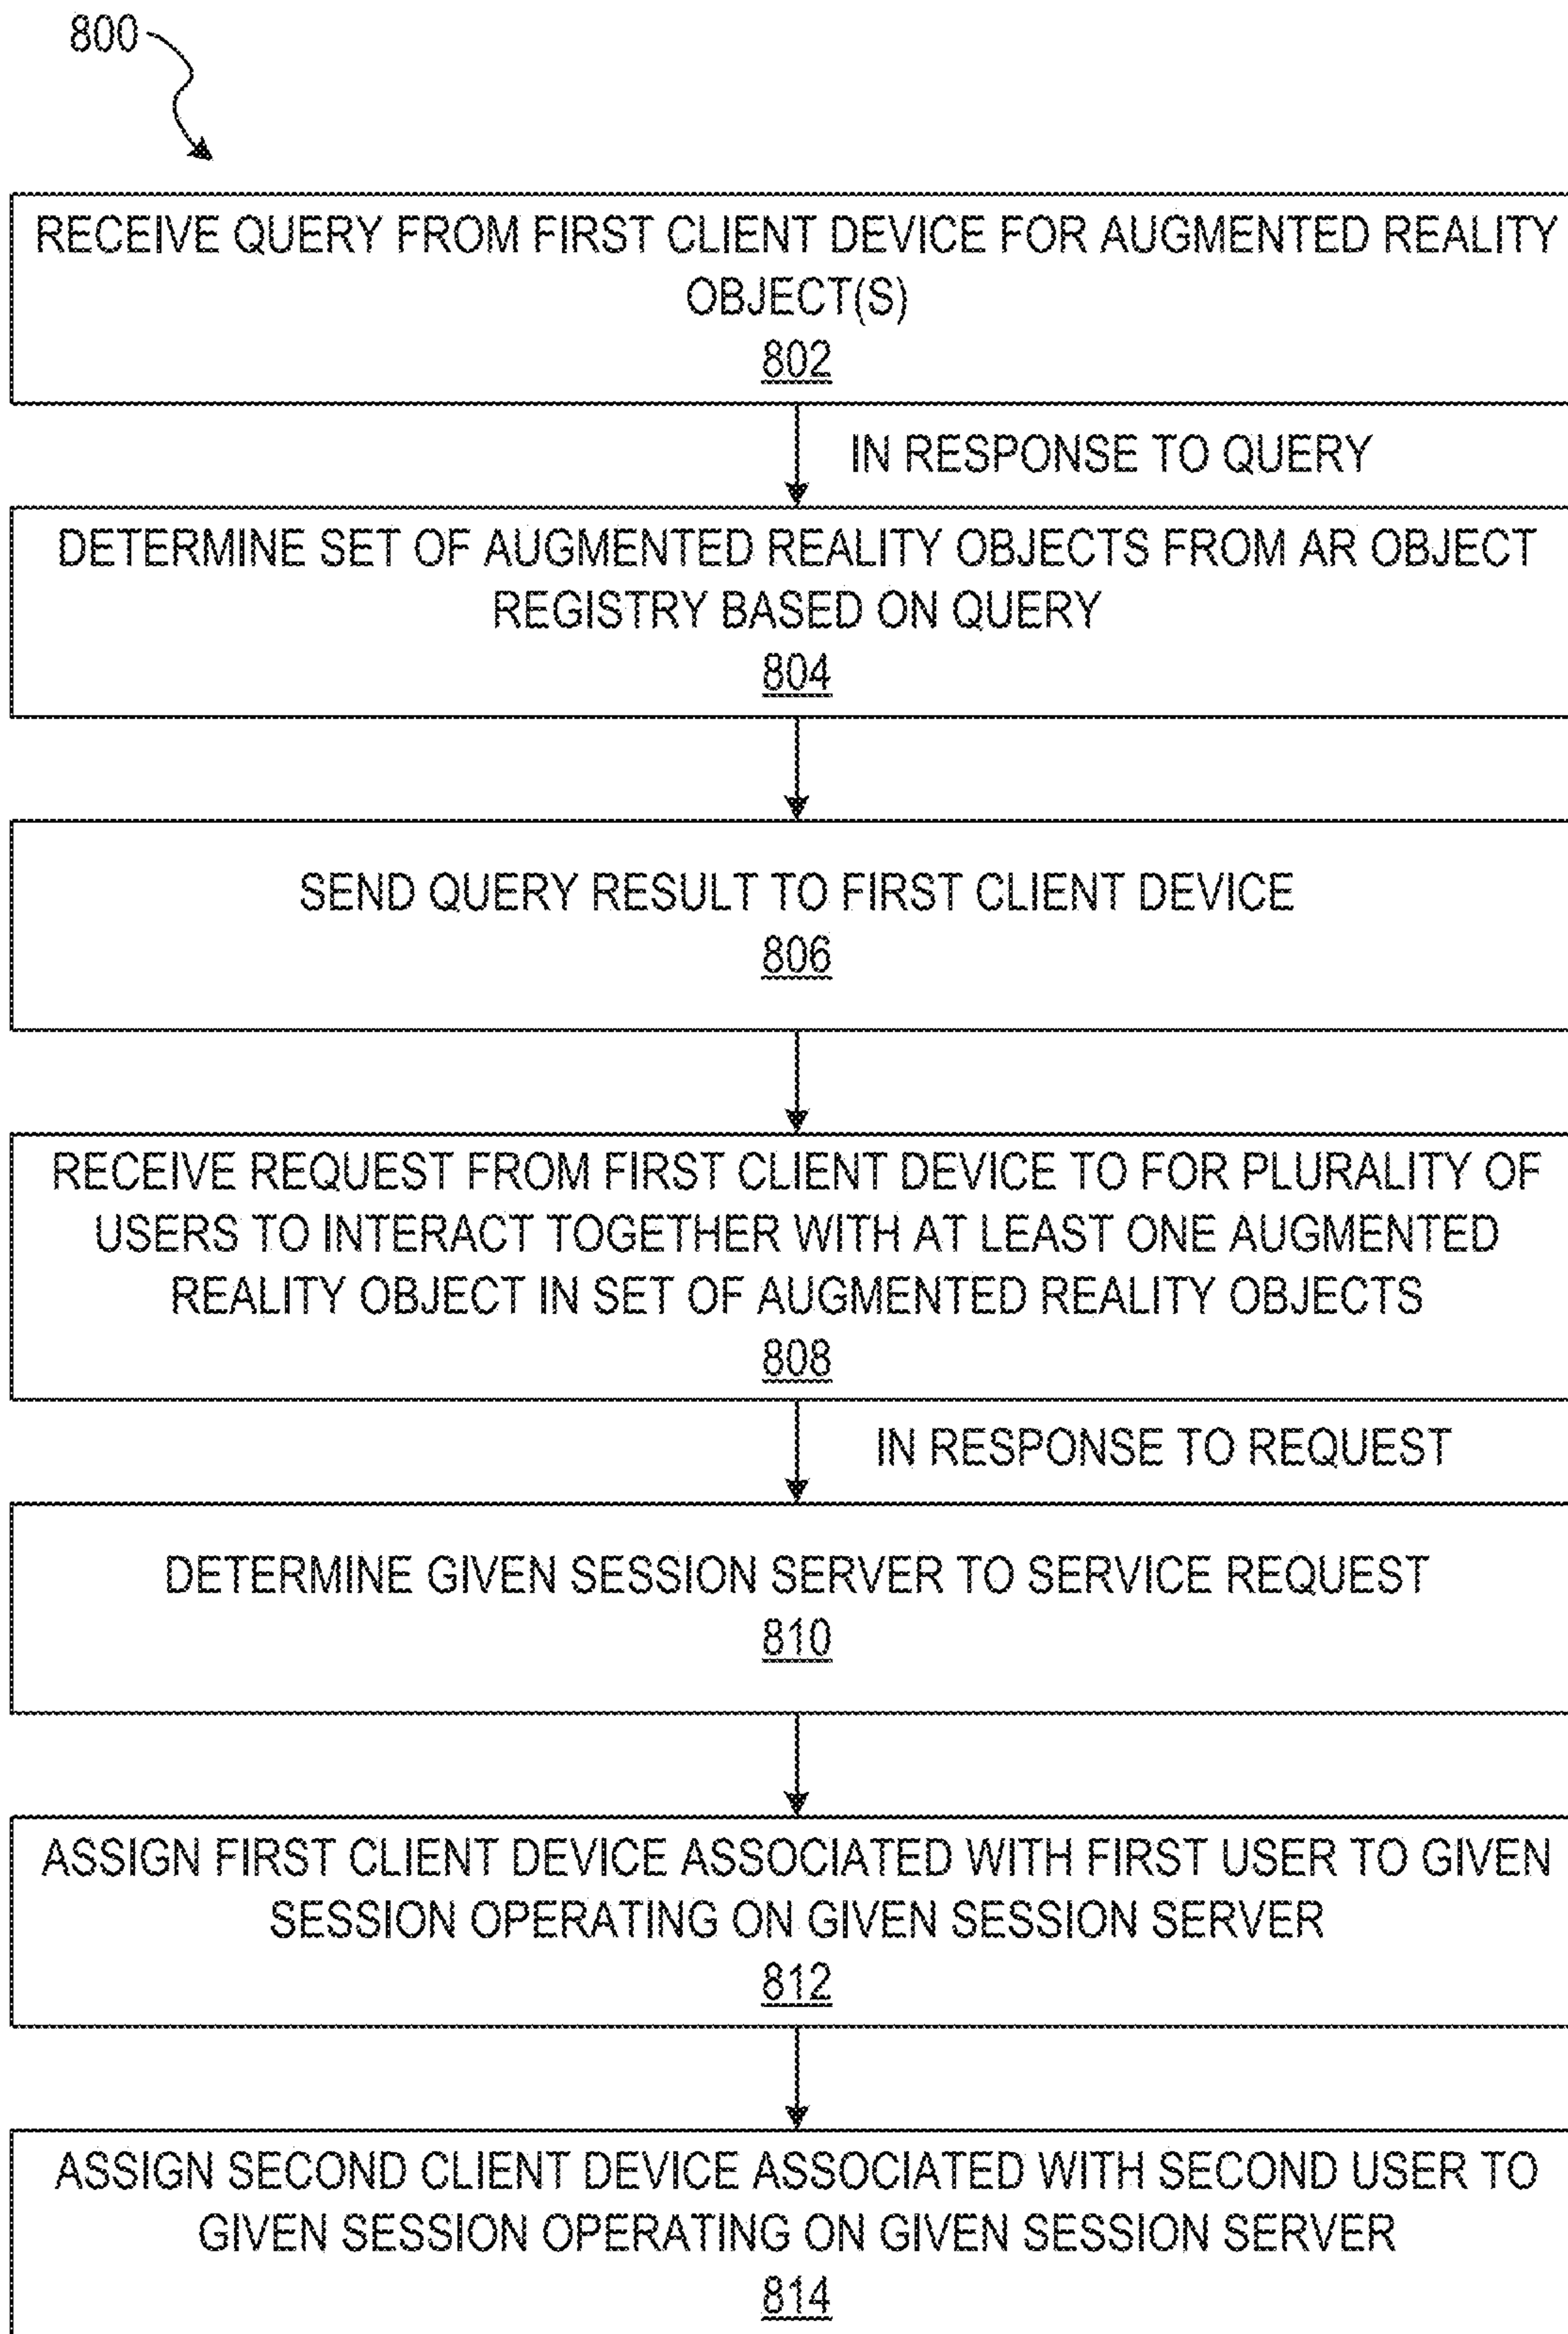 800
RECEIVE QUERY FROM FIRST CLIENT DEVICE FOR AUGMENTED REALITY
OBJECT(S)
802
IN RESPONSE TO QUERY
DETERMINE SET OF AUGMENTED REALITY OBJECTS FROM AR OBJECT
REGISTRY BASED ON QUERY
804
SEND QUERY RESULT TO FIRST CLIENT DEVICE
806
RECEIVE REQUEST FROM FIRST CLIENT DEVICE TO FOR PLURALITY OF
USERS TO INTERACT TOGETHER WITH AT LEAST ONE AUGMENTED
REALITY OBJECT IN SET OF AUGMENTED REALITY OBJECTS
808
IN RESPONSE TO REQUEST
DETERMINE GIVEN SESSION SERVER TO SERVICE REQUEST
810
ASSIGN FIRST CLIENT DEVICE ASSOCIATED WITH FIRST USER TO GIVEN
SESSION OPERATING ON GIVEN SESSION SERVER
812
ASSIGN SECOND CLIENT DEVICE ASSOCIATED WITH SECOND USER TO
GIVEN SESSION OPERATING ON GIVEN SESSION SERVER
814